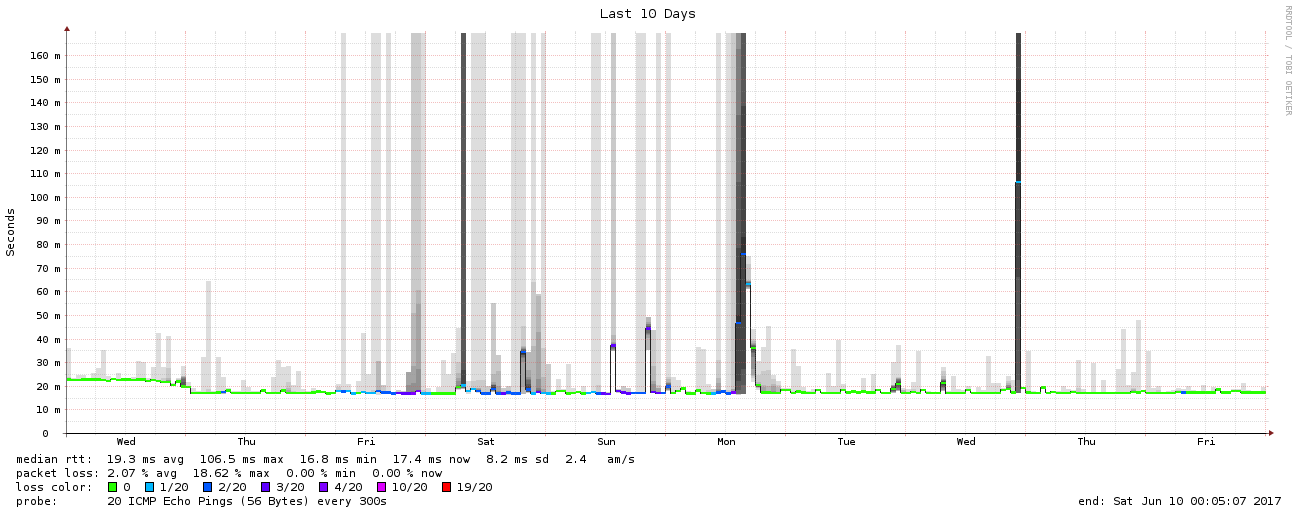 Last 10 Days
RRDTOOL / TOBI OETIKER
Seconds
160 m
150 m
140 m
130 m
120 m
110 m
100 m
90 m
80 m
70 m
60 m
50 m
40 m
30 m
20 m
10 m
0
Wed Thu Fri Sat Sun Mon Tue Wed Thu Fri
median rtt: 19.3 ms avg 106.5 ms max 16.8 ms min 17.4 ms now 8.2 ms sd 2.4 am/s
packet loss: 2.07 % avg 18.62 % max 0.00 % min 0.00 % now
loss color: 0 1/20 2/20 3/20 4/20 10/20 19/20
probe: 20 ICMP Echo Pings (56 Bytes) every 300s end: Sat Jun 10 00:05:07 2017